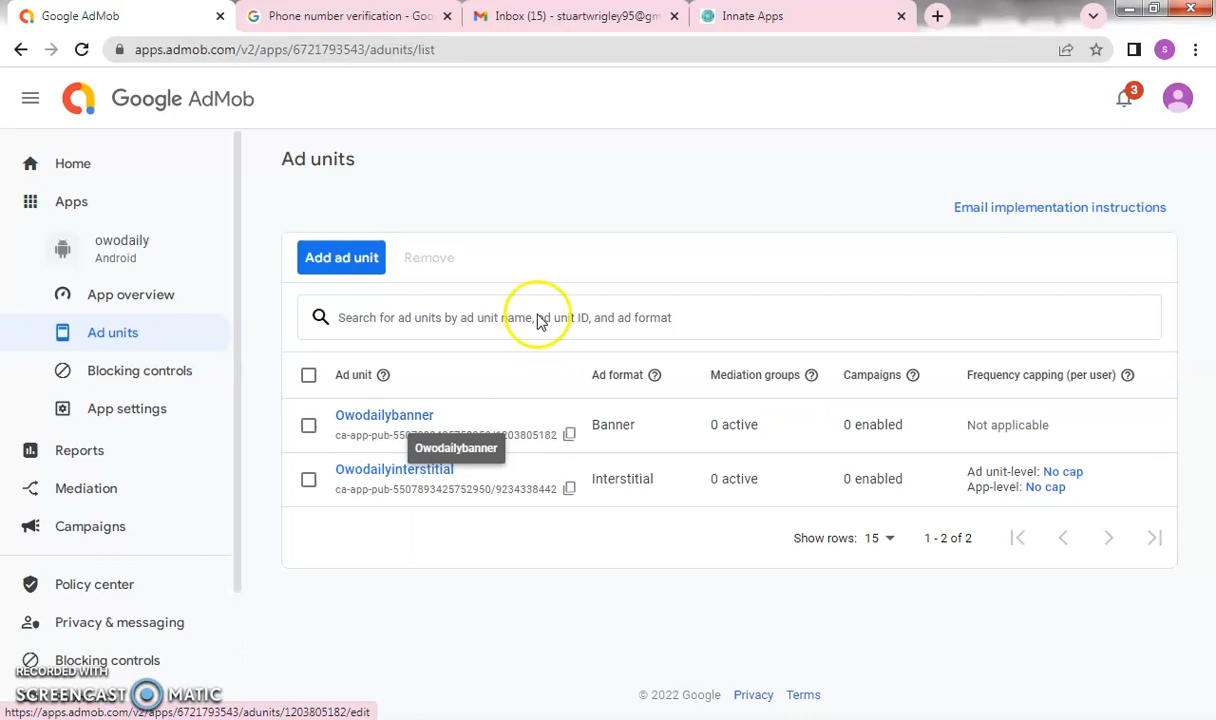 Google AdMob
Phone number verification - Goo
Inbox (15) - stuartwrigley95@gm
Innate Apps
apps.admob.com/v2/apps/6721793543/adunits/list
s
Google AdMob
3
Home
Apps
owodaily
Android
App overview
Ad units
Blocking controls
App settings
Reports
Mediation
Campaigns
Policy center
Privacy & messaging
Blocking controls
Ad units
Email implementation instructions
Add ad unit
Remove
Search for ad units by ad unit name, ad unit ID, and ad format
Ad unit
Ad format
Mediation groups
Campaigns
Frequency capping (per user)
Owodailybanner
Banner
0 active
0 enabled
Not applicable
Owodailybanner
Owodailyinterstitial
ca-app-pub-5507893425752950/9234338442
Interstitial
0 active
0 enabled
Ad unit-level: No cap
App-level: No cap
Show rows: 15
1 - 2 of 2
© 2022 Google
Privacy
Terms
RECORDED WITH
SCREENCAST MATIC
https://apps.admob.com/v2/apps/6721793543/adunits/1203805182/edit